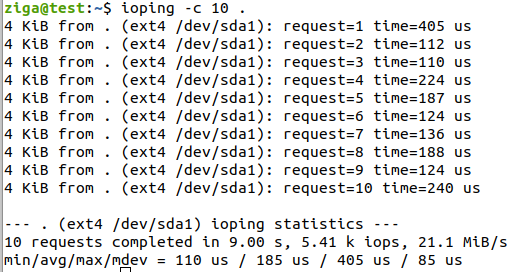 ziga@test:~$ ioping -c 10 .
4 KiB from . (ext4 /dev/sda1): request=1 time=405 us
4 KiB from . (ext4 /dev/sda1): request=2 time=112 us
4 KiB from . (ext4 /dev/sda1): request=3 time=110 us
4 KiB from . (ext4 /dev/sda1): request=4 time=224 us
4 KiB from . (ext4 /dev/sda1): request=5 time=187 us
4 KiB from . (ext4 /dev/sda1): request=6 time=124 us
4 KiB from . (ext4 /dev/sda1): request=7 time=136 us
4 KiB from . (ext4 /dev/sda1): request=8 time=188 us
4 KiB from . (ext4 /dev/sda1): request=9 time=124 us
4 KiB from . (ext4 /dev/sda1): request=10 time=240 us
--- . (ext4 /dev/sda1) ioping statistics ---
10 requests completed in 9.00 s, 5.41 k iops, 21.1 MiB/s
min/avg/max/mdev = 110 us / 185 us / 405 us / 85 us